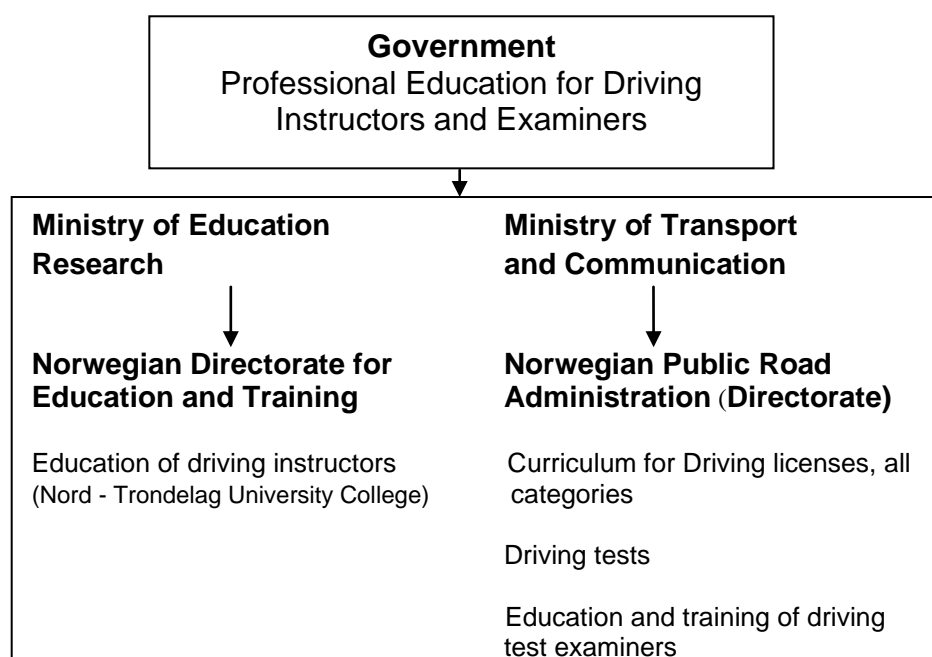 Government
Professional Education for Driving
Instructors and Examiners
Ministry of Education
Research
Norwegian Directorate for
Education and Training
Education of driving instructors
(Nord - Trondelag University College)
Ministry of Transport
and Communication
Norwegian Public Road
Administration (Directorate)
Curriculum for Driving licenses, all
categories
Driving tests
Education and training of driving
test examiners